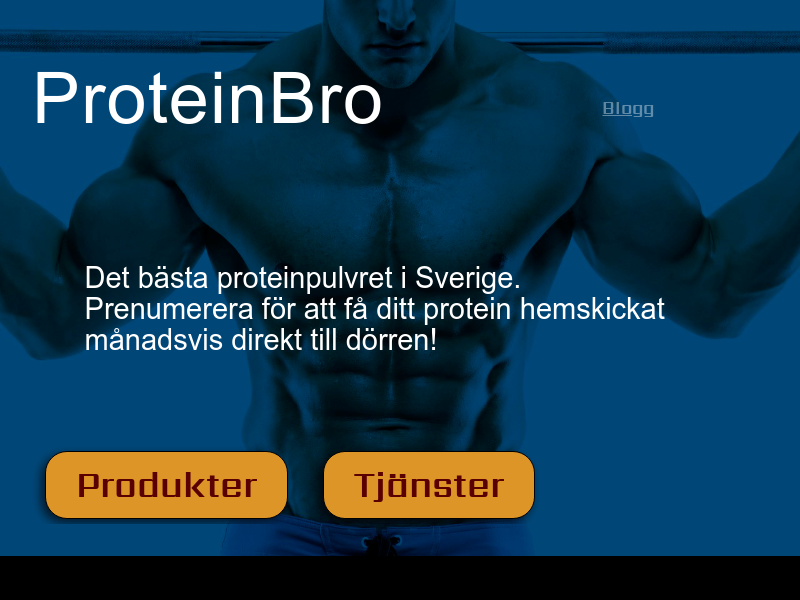 ProteinBro
Blogg
Det bästa proteinpulvret i Sverige.
Prenumerera för att få ditt protein hemskickat
månadsvis direkt till dörren!
Produkter
Tjänster